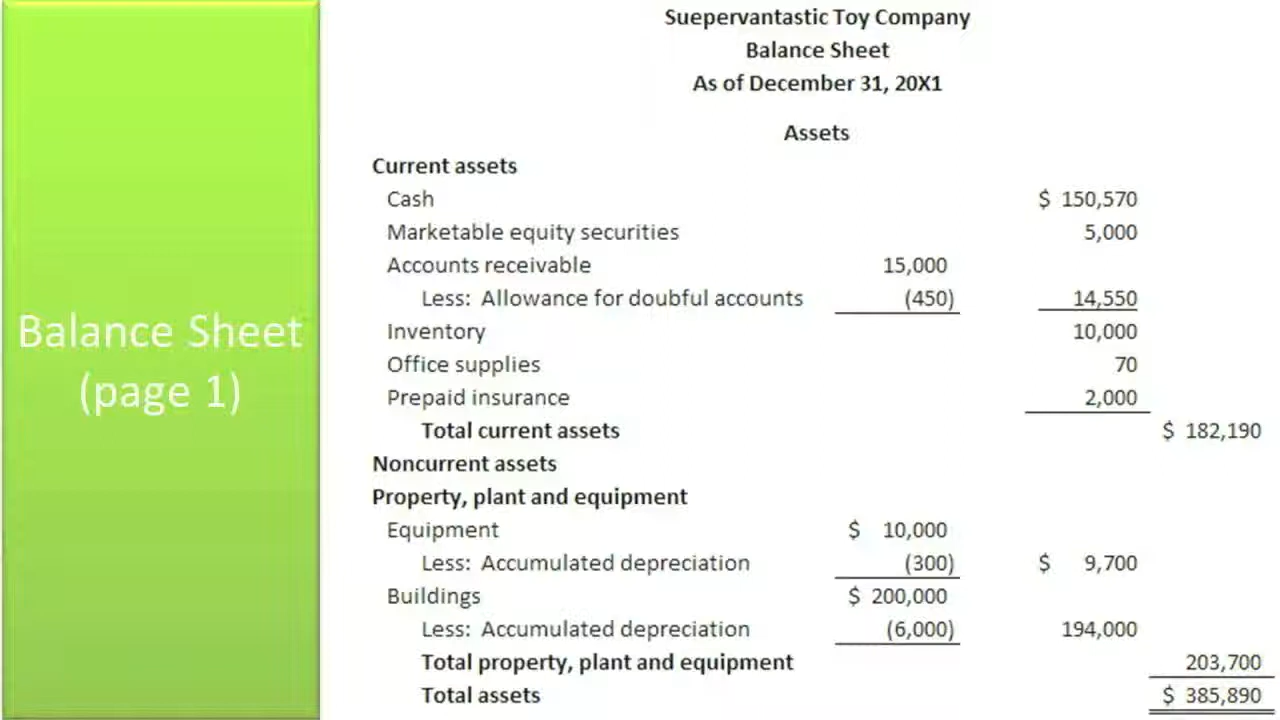 Balance Sheet
(page 1)
Suepervantastic Toy Company
Balance Sheet
As of December 31, 20X1
Assets
Current assets
Cash $ 150,570
Marketable equity securities 5,000
Accounts receivable 15,000
Less: Allowance for doubful accounts (450) 14,550
Inventory 10,000
Office supplies 70
Prepaid insurance 2,000
Total current assets $ 182,190
Noncurrent assets
Property, plant and equipment
Equipment $ 10,000
Less: Accumulated depreciation (300) $ 9,700
Buildings $ 200,000
Less: Accumulated depreciation (6,000) 194,000
Total property, plant and equipment 203,700
Total assets $ 385,890